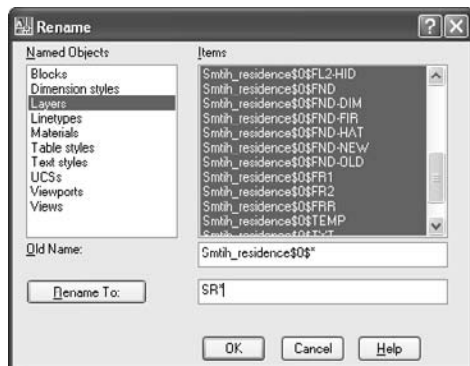 Rename
Named Objects
Items
Blocks
Dimension styles
Layers
Linetypes
Materials
Table styles
Text styles
UCSs
Viewports
Views
Smtih_residence$0$FL2-HID
Smtih_residence$0$FND
Smtih_residence$0$FND-DIM
Smtih_residence$0$FND-FIR
Smtih_residence$0$FND-HAT
Smtih_residence$0$FND-NEW
Smtih_residence$0$FND-OLD
Smtih_residence$0$FR1
Smtih_residence$0$FR2
Smtih_residence$0$FRR
Smtih_residence$0$TEMP
Smtih_residence$0$TXT
Old Name:
Smtih_residence$0$*
Rename To:
SR*
OK
Cancel
Help